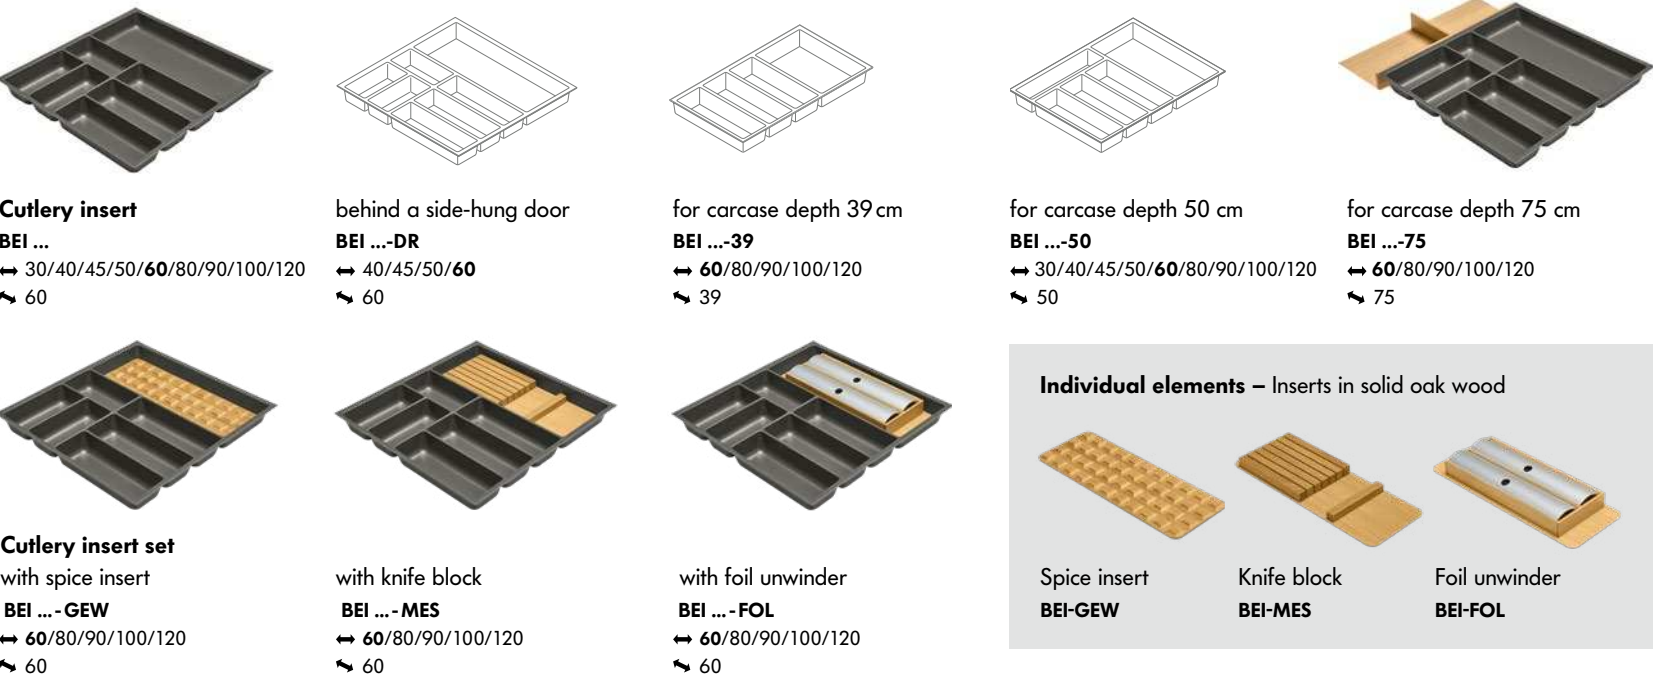 Cutlery insert
BEI ...
↔ 30/40/45/50/60/80/90/100/120
⤡ 60
behind a side-hung door
BEI ...-DR
↔ 40/45/50/60
⤡ 60
for carcase depth 39 cm
BEI ...-39
↔ 60/80/90/100/120
⤡ 39
for carcase depth 50 cm
BEI ...-50
↔ 30/40/45/50/60/80/90/100/120
⤡ 50
for carcase depth 75 cm
BEI ...-75
↔ 60/80/90/100/120
⤡ 75
Cutlery insert set
with spice insert
BEI ...-GEW
↔ 60/80/90/100/120
⤡ 60
with knife block
BEI ...-MES
↔ 60/80/90/100/120
⤡ 60
with foil unwinder
BEI ...-FOL
↔ 60/80/90/100/120
⤡ 60
Individual elements – Inserts in solid oak wood
Spice insert
BEI-GEW
Knife block
BEI-MES
Foil unwinder
BEI-FOL